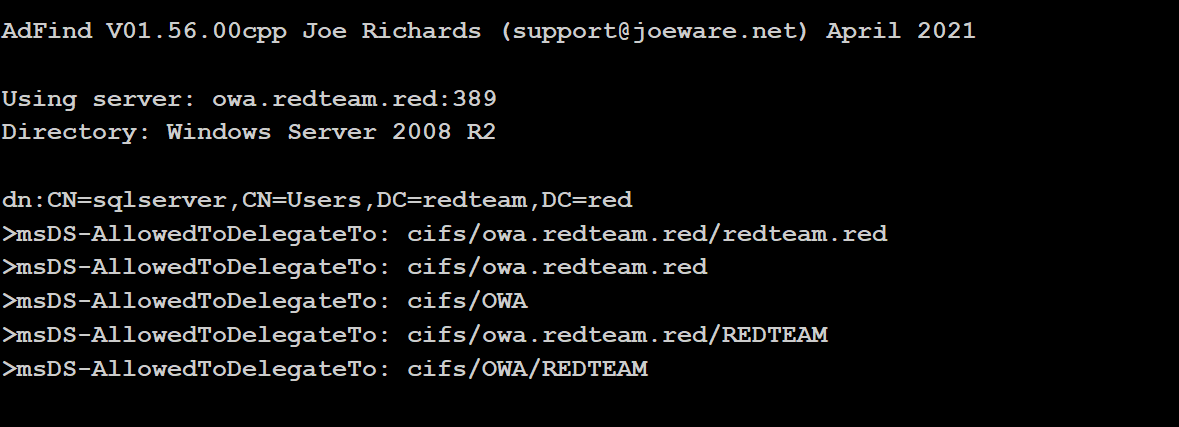 AdFind V01.56.00cpp Joe Richards (support@joeware.net) April 2021
Using server: owa.redteam.red:389
Directory: Windows Server 2008 R2
dn:CN=sqlserver,CN=Users,DC=redteam,DC=red
>msDS-AllowedToDelegateTo: cifs/owa.redteam.red/redteam.red
>msDS-AllowedToDelegateTo: cifs/owa.redteam.red
>msDS-AllowedToDelegateTo: cifs/OWA
>msDS-AllowedToDelegateTo: cifs/owa.redteam.red/REDTEAM
>msDS-AllowedToDelegateTo: cifs/OWA/REDTEAM